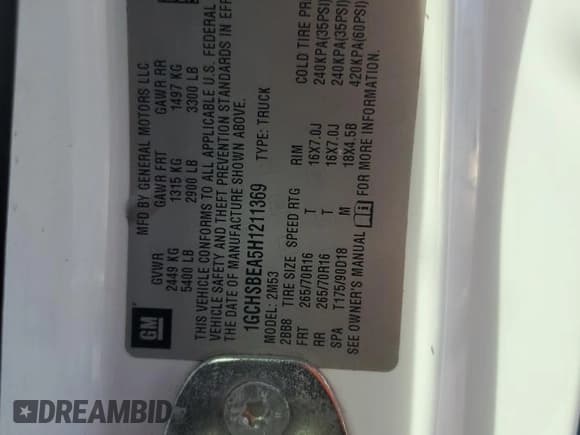 GM
MFD BY GENERAL MOTORS LLC
GVWR GAWR FRT GAWR RR
2449 KG 1315 KG 1497 KG
5400 LB 2900 LB 3300 LB
THIS VEHICLE CONFORMS TO ALL APPLICABLE U.S. FEDERAL
VEHICLE SAFETY AND THEFT PREVENTION STANDARDS IN EFF
THE DATE OF MANUFACTURE SHOWN ABOVE.
1GCHSBEA5H1211369 TYPE: TRUCK
MODEL: 2M53
2BB8 TIRE SIZE SPEED RTG RIM COLD TIRE PR
FRT 265/70R16 T 16X7.0J 240KPA(35PSI)
RR 265/70R16 T 16X7.0J 240KPA(35PSI)
SPA T175/90D18 M 18X4.5B 420KPA(60PSI)
SEE OWNER'S MANUAL i FOR MORE INFORMATION.
DREAMBID